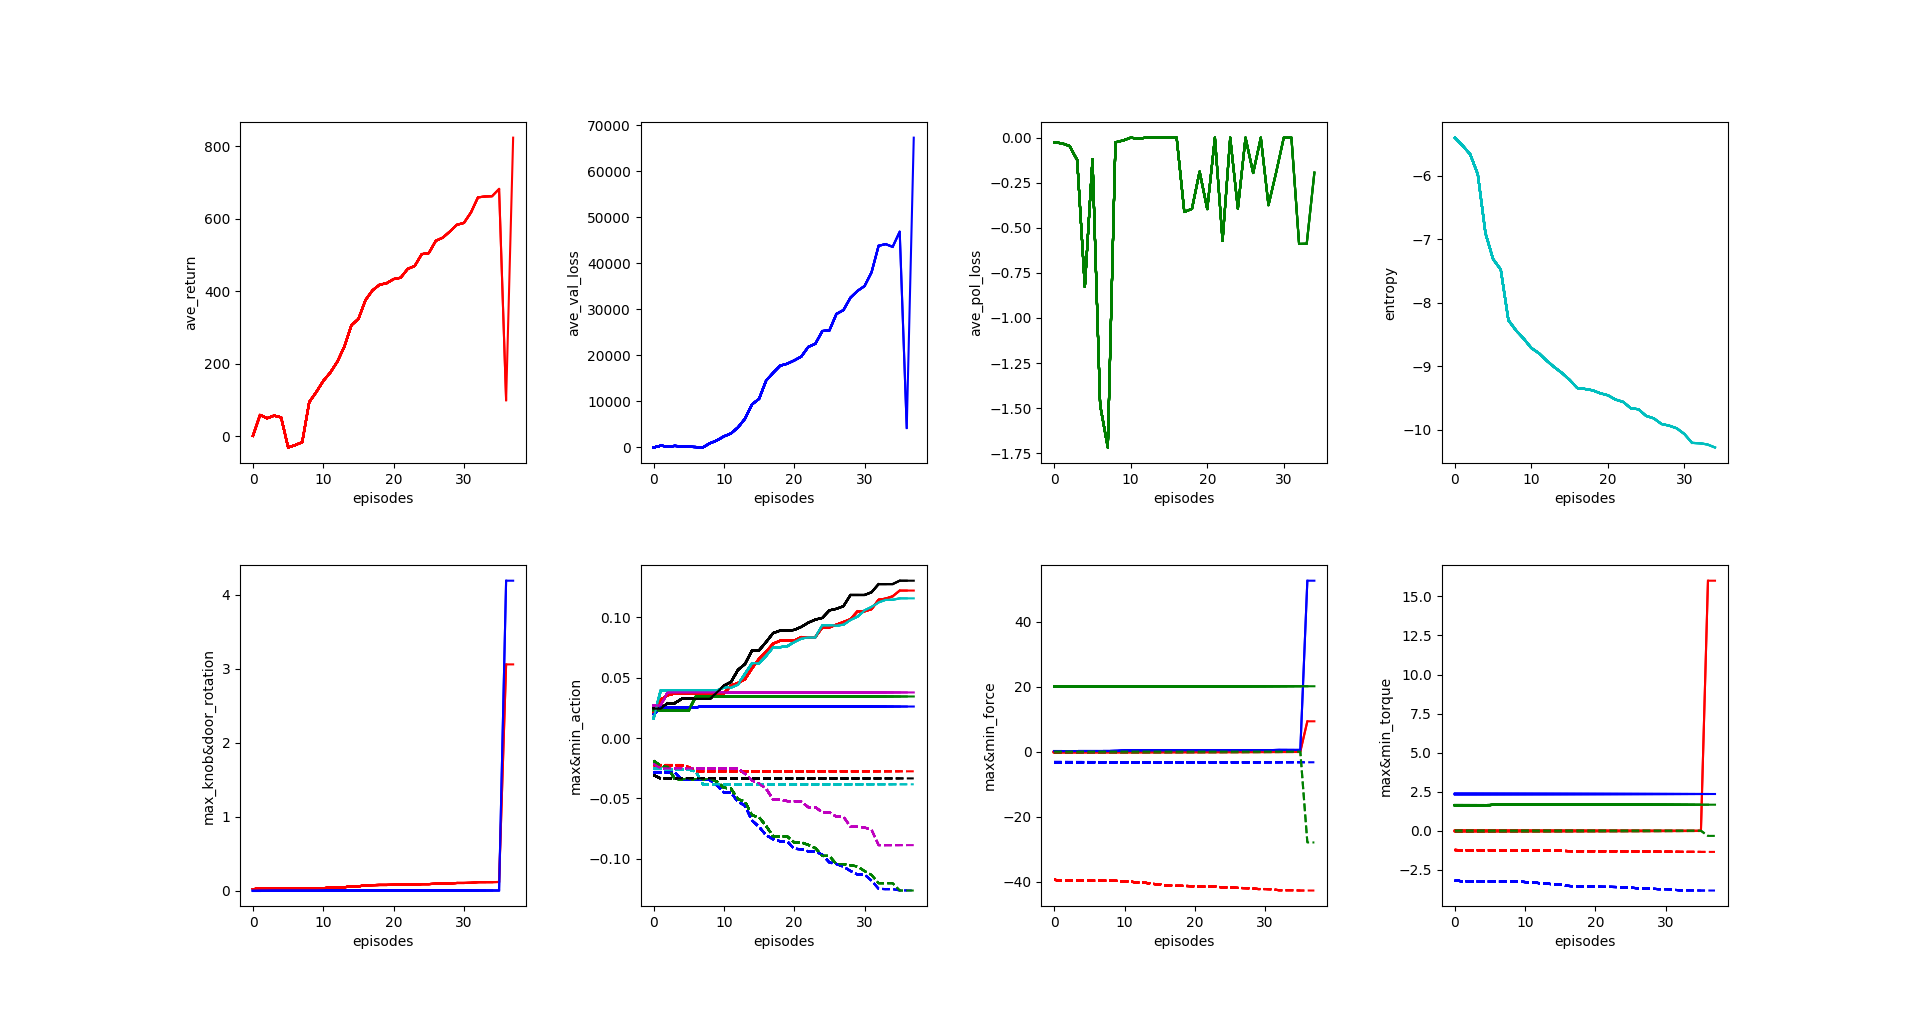 ave_return
800
600
400
200
0
0 10 20 30
episodes
ave_val_loss
70000
60000
50000
40000
30000
20000
10000
0
0 10 20 30
episodes
ave_pol_loss
0.00
−0.25
−0.50
−0.75
−1.00
−1.25
−1.50
−1.75
0 10 20 30
episodes
entropy
−6
−7
−8
−9
−10
0 10 20 30
episodes
max_knob&door_rotation
4
3
2
1
0
0 10 20 30
episodes
max&min_action
0.10
0.05
0.00
−0.05
−0.10
0 10 20 30
episodes
max&min_force
40
20
0
−20
−40
0 10 20 30
episodes
max&min_torque
15.0
12.5
10.0
7.5
5.0
2.5
0.0
−2.5
0 10 20 30
episodes